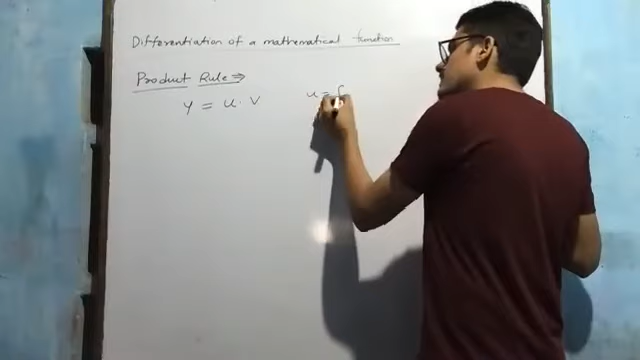 Differentiation of a mathematical function
Product Rule ⇒
y = u. v
u = f